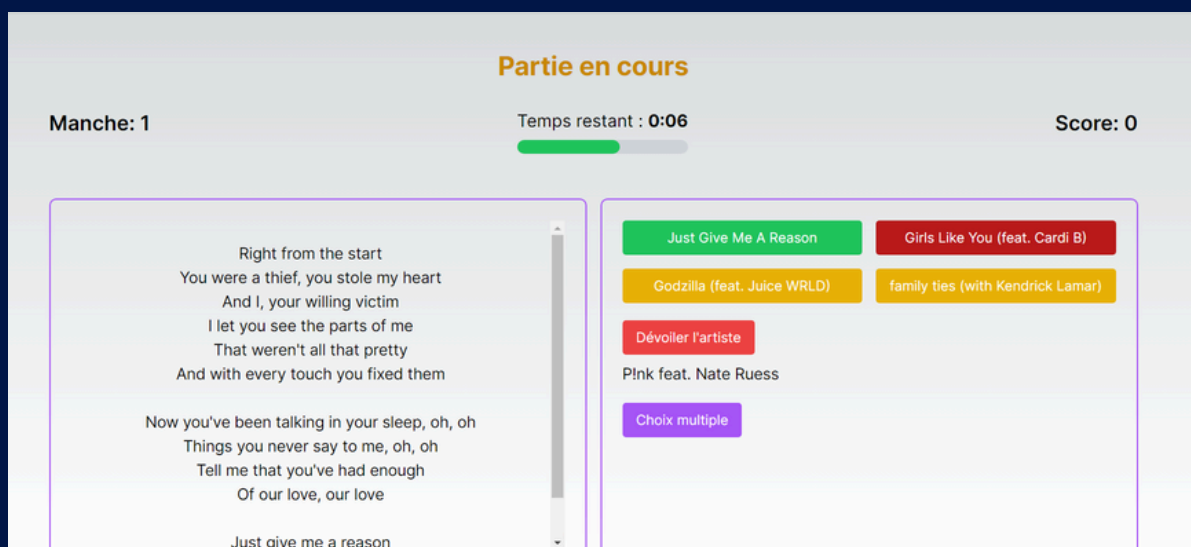 Partie en cours
Manche: 1
Temps restant : 0:06
Score: 0
Right from the start
You were a thief, you stole my heart
And I, your willing victim
I let you see the parts of me
That weren't all that pretty
And with every touch you fixed them
Now you've been talking in your sleep, oh, oh
Things you never say to me, oh, oh
Tell me that you've had enough
Of our love, our love
Just give me a reason
Just Give Me A Reason
Girls Like You (feat. Cardi B)
Godzilla (feat. Juice WRLD)
family ties (with Kendrick Lamar)
Dévoiler l'artiste
P!nk feat. Nate Ruess
Choix multiple